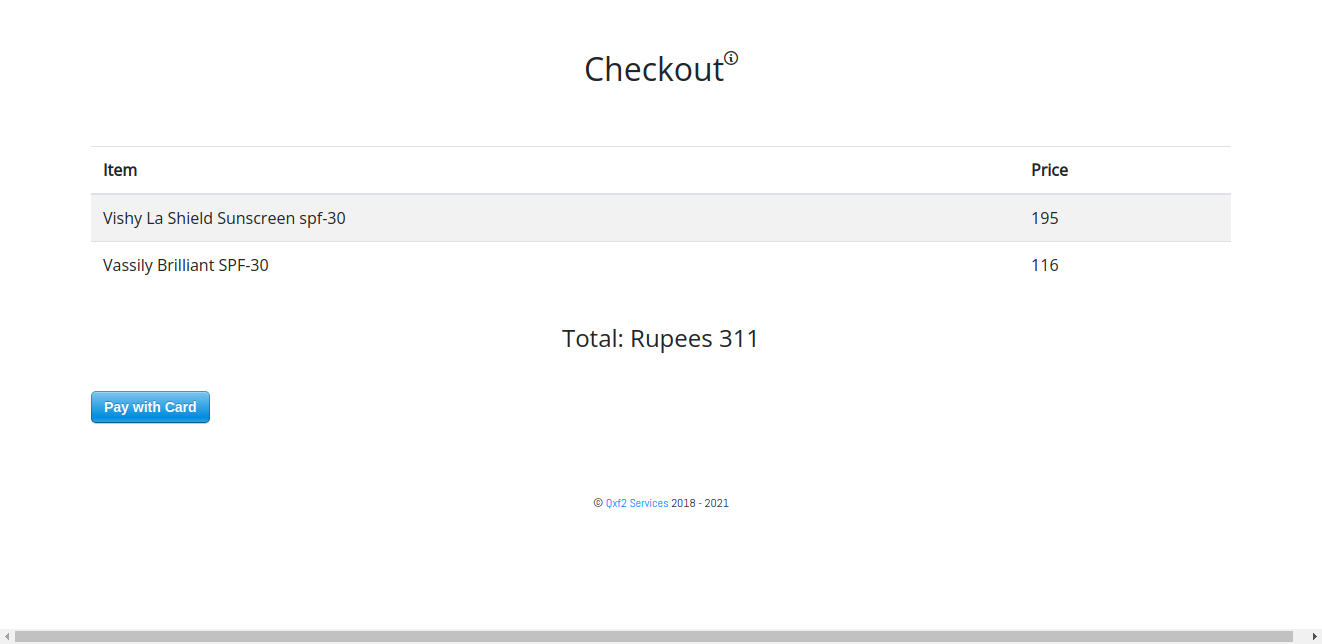 Checkout
Item Price
Vishy La Shield Sunscreen spf-30 195
Vassily Brilliant SPF-30 116
Total: Rupees 311
Pay with Card
© Qxf2 Services 2018 - 2021